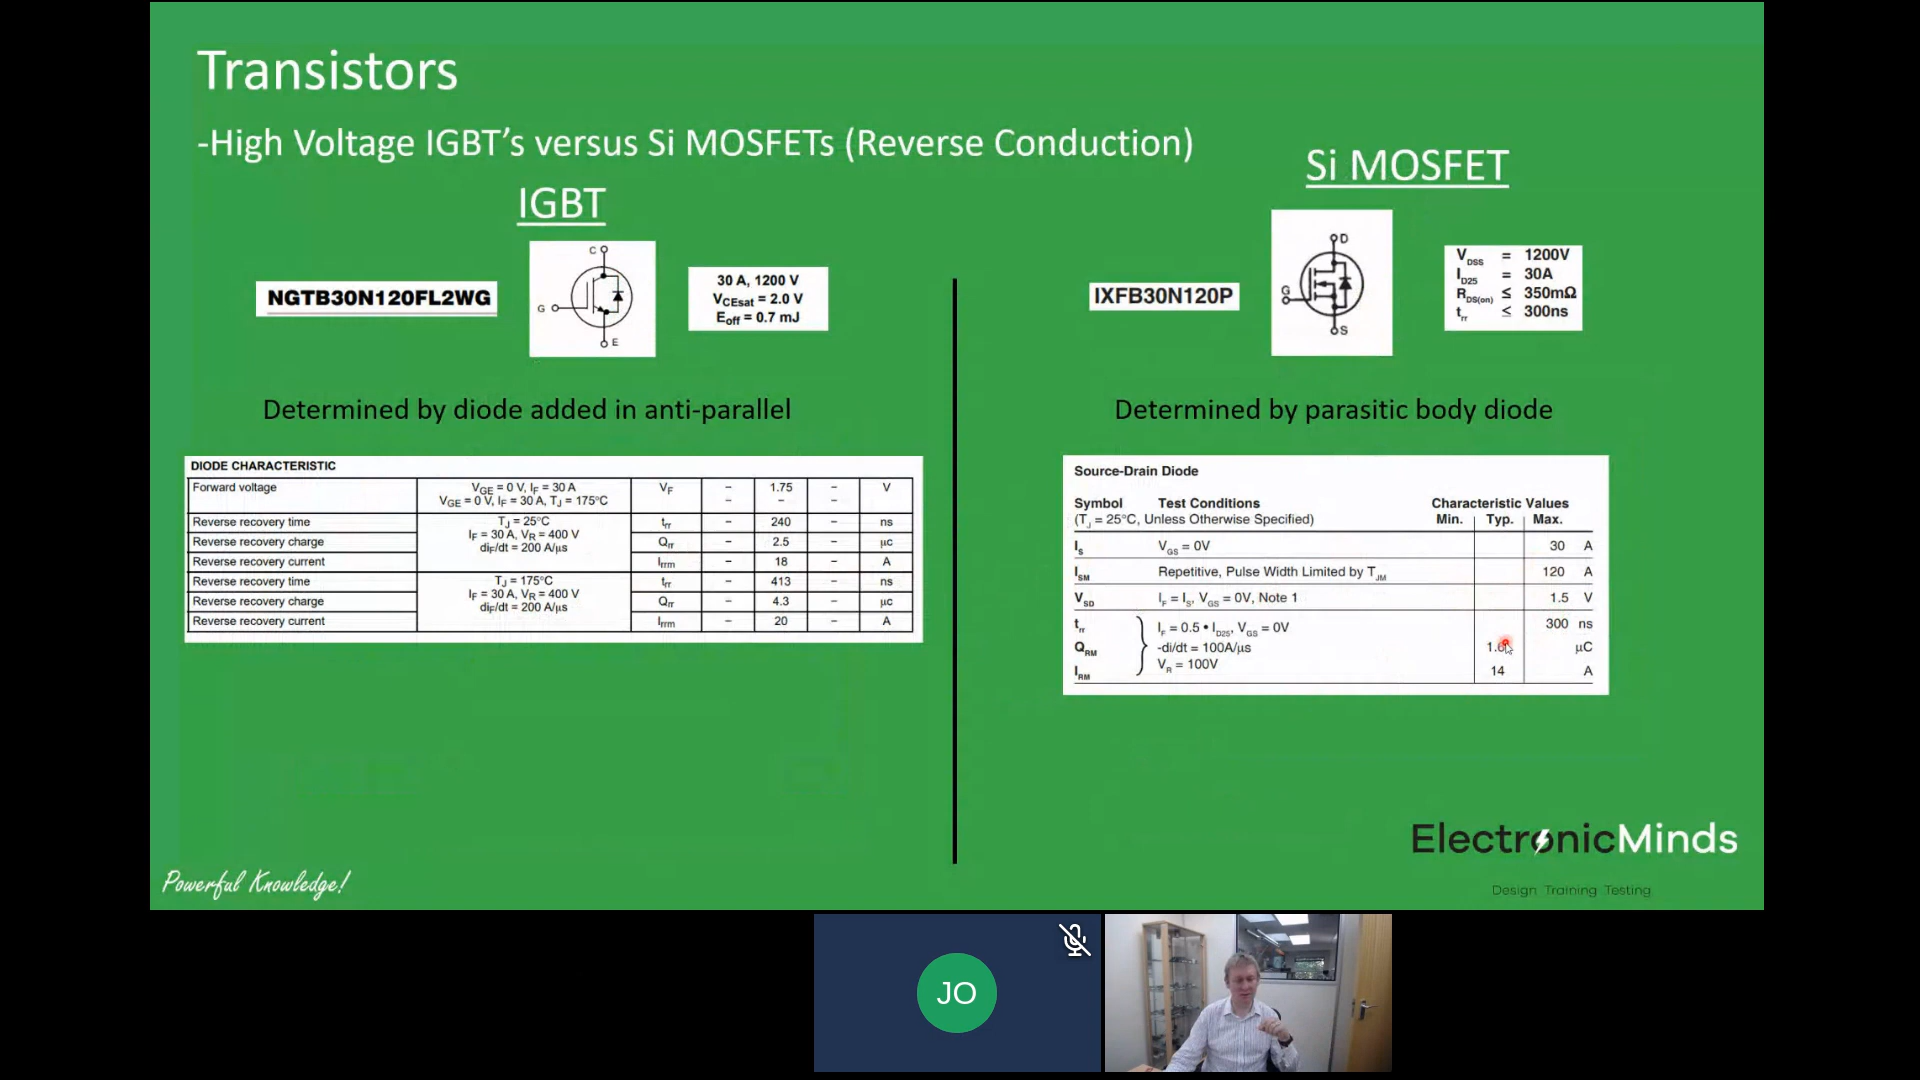 Transistors
-High Voltage IGBT's versus Si MOSFETs (Reverse Conduction)
IGBT
NGTB30N120FL2WG
C
G
E
30 A, 1200 V
VCEsat = 2.0 V
Eoff = 0.7 mJ
Determined by diode added in anti-parallel
DIODE CHARACTERISTIC
Forward voltage VGE = 0 V, IF = 30 A VF – 1.75 – V
VGE = 0 V, IF = 30 A, TJ = 175°C – – –
Reverse recovery time TJ = 25°C trr – 240 – ns
Reverse recovery charge IF = 30 A, VR = 400 V Qrr – 2.5 – µc
diF/dt = 200 A/µs
Reverse recovery current Irrm – 18 – A
Reverse recovery time TJ = 175°C trr – 413 – ns
Reverse recovery charge IF = 30 A, VR = 400 V Qrr – 4.3 – µc
diF/dt = 200 A/µs
Reverse recovery current Irrm – 20 – A
Si MOSFET
IXFB30N120P
D
G
S
VDSS = 1200V
ID25 = 30A
RDS(on) ≤ 350mΩ
trr ≤ 300ns
Determined by parasitic body diode
Source-Drain Diode
Symbol Test Conditions Characteristic Values
(TJ = 25°C, Unless Otherwise Specified) Min. Typ. Max.
IS VGS = 0V 30 A
ISM Repetitive, Pulse Width Limited by TJM 120 A
VSD IF = IS, VGS = 0V, Note 1 1.5 V
trr IF = 0.5 • ID25, VGS = 0V 300 ns
QRM -di/dt = 100A/µs µC
IRM VR = 100V 14 A
Powerful Knowledge!
ElectronicMinds
Design Training Testing
JO